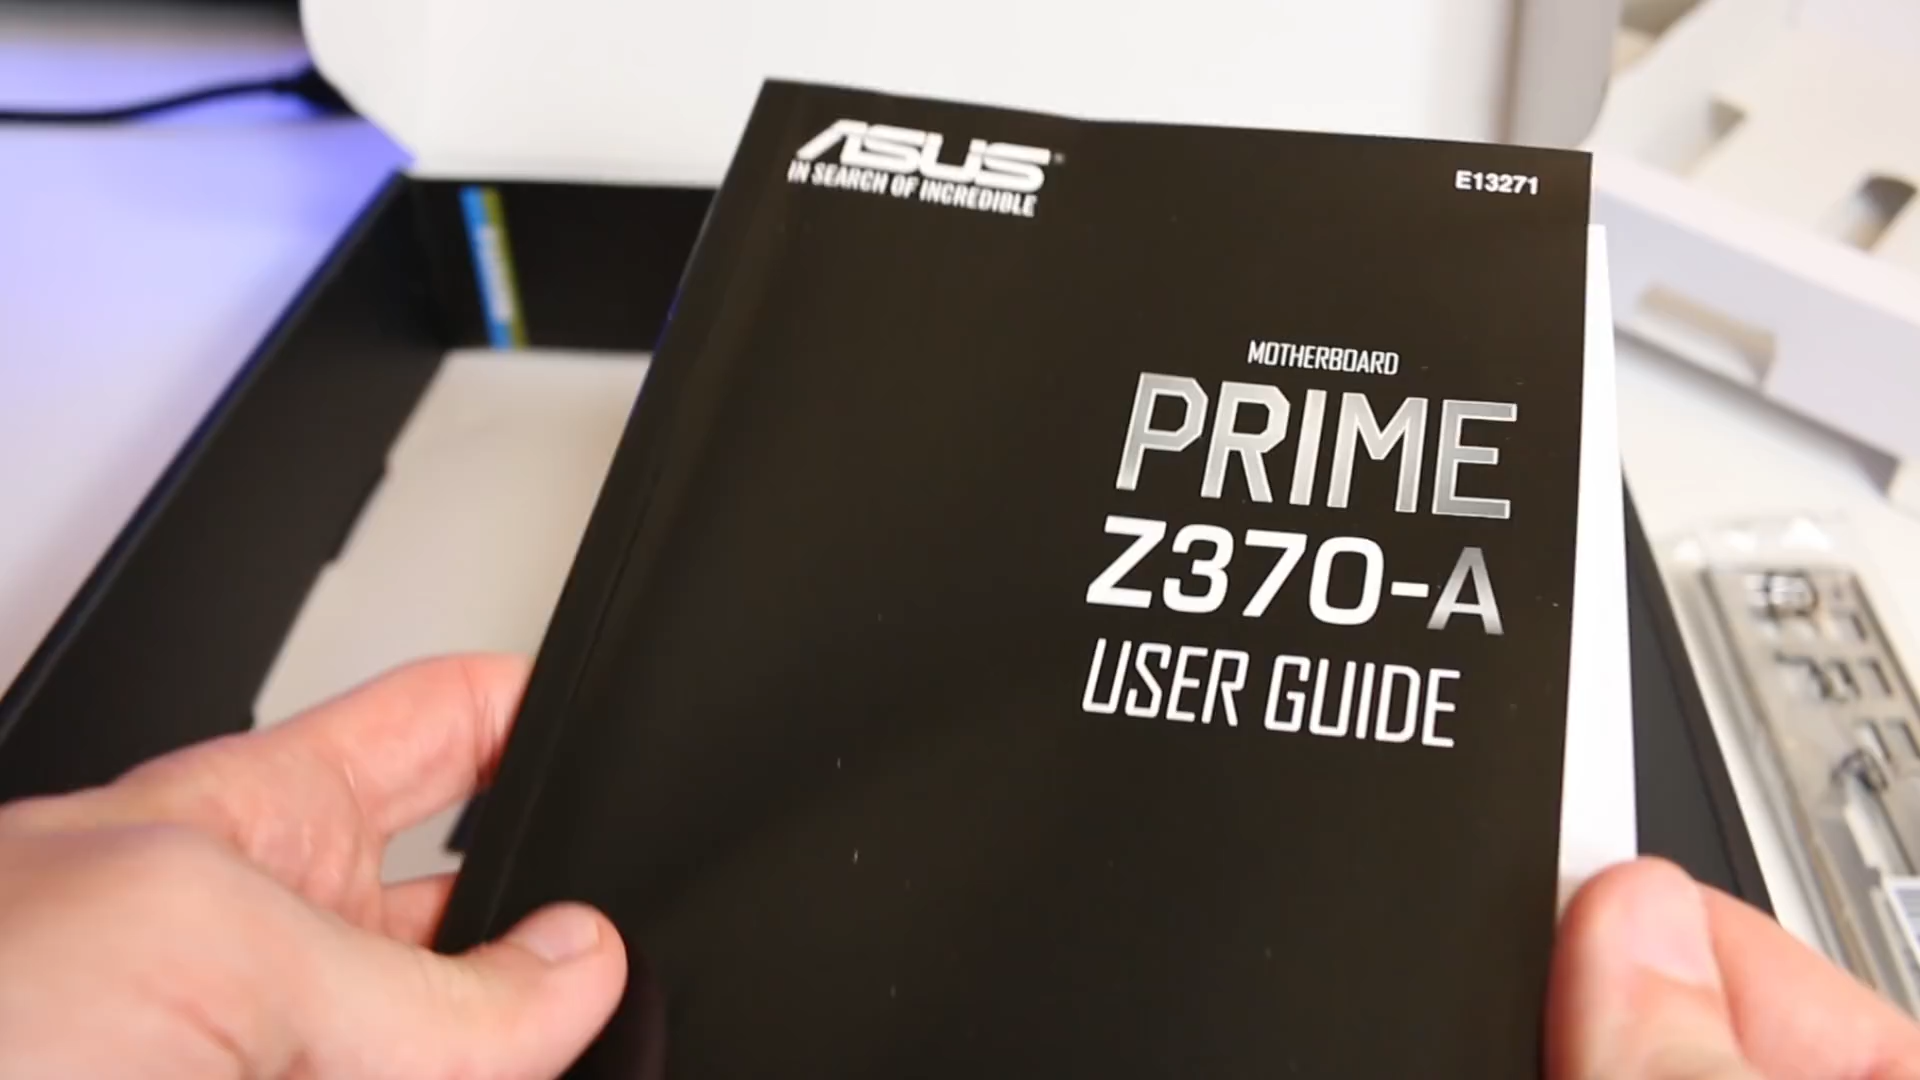 ASUS
IN SEARCH OF INCREDIBLE
E13271
MOTHERBOARD
PRIME
Z370-A
USER GUIDE